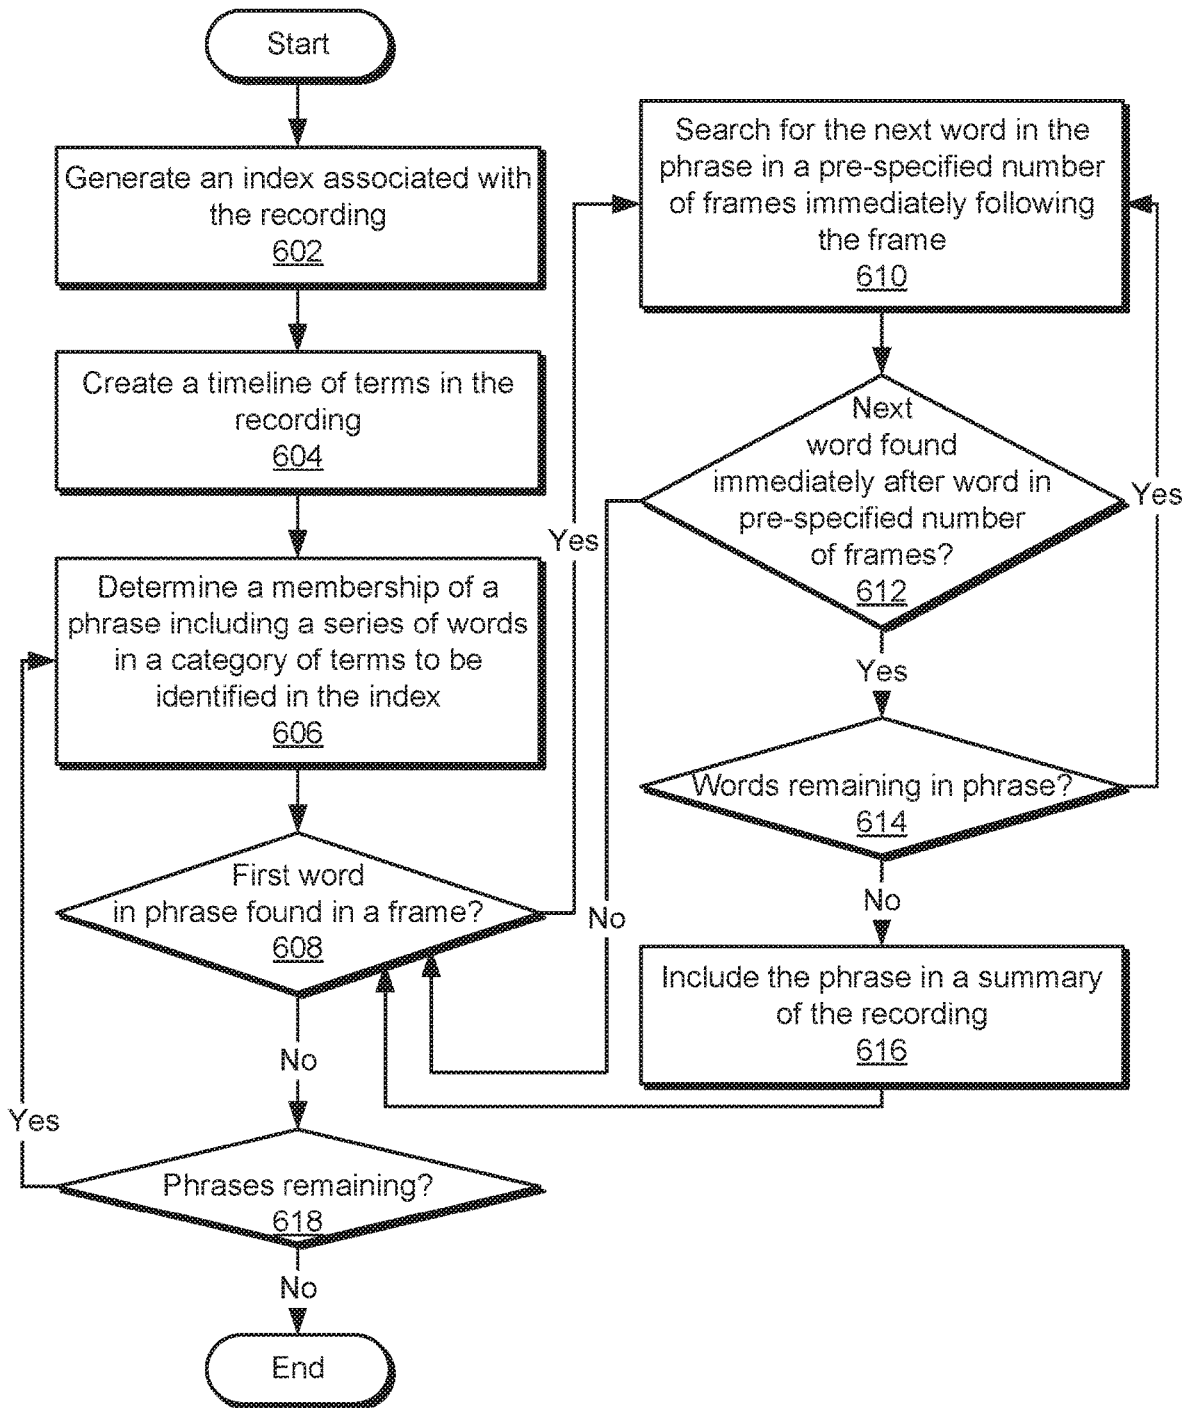 Start
Generate an index associated with
the recording
602
Create a timeline of terms in the
recording
604
Determine a membership of a
phrase including a series of words
in a category of terms to be
identified in the index
606
First word
in phrase found in a frame?
608
No
Yes
Phrases remaining?
618
Yes
No
End
Search for the next word in the
phrase in a pre-specified number
of frames immediately following
the frame
610
Next
word found
immediately after word in
pre-specified number
of frames?
612
No
Yes
Words remaining in phrase?
614
Yes
No
Include the phrase in a summary
of the recording
616